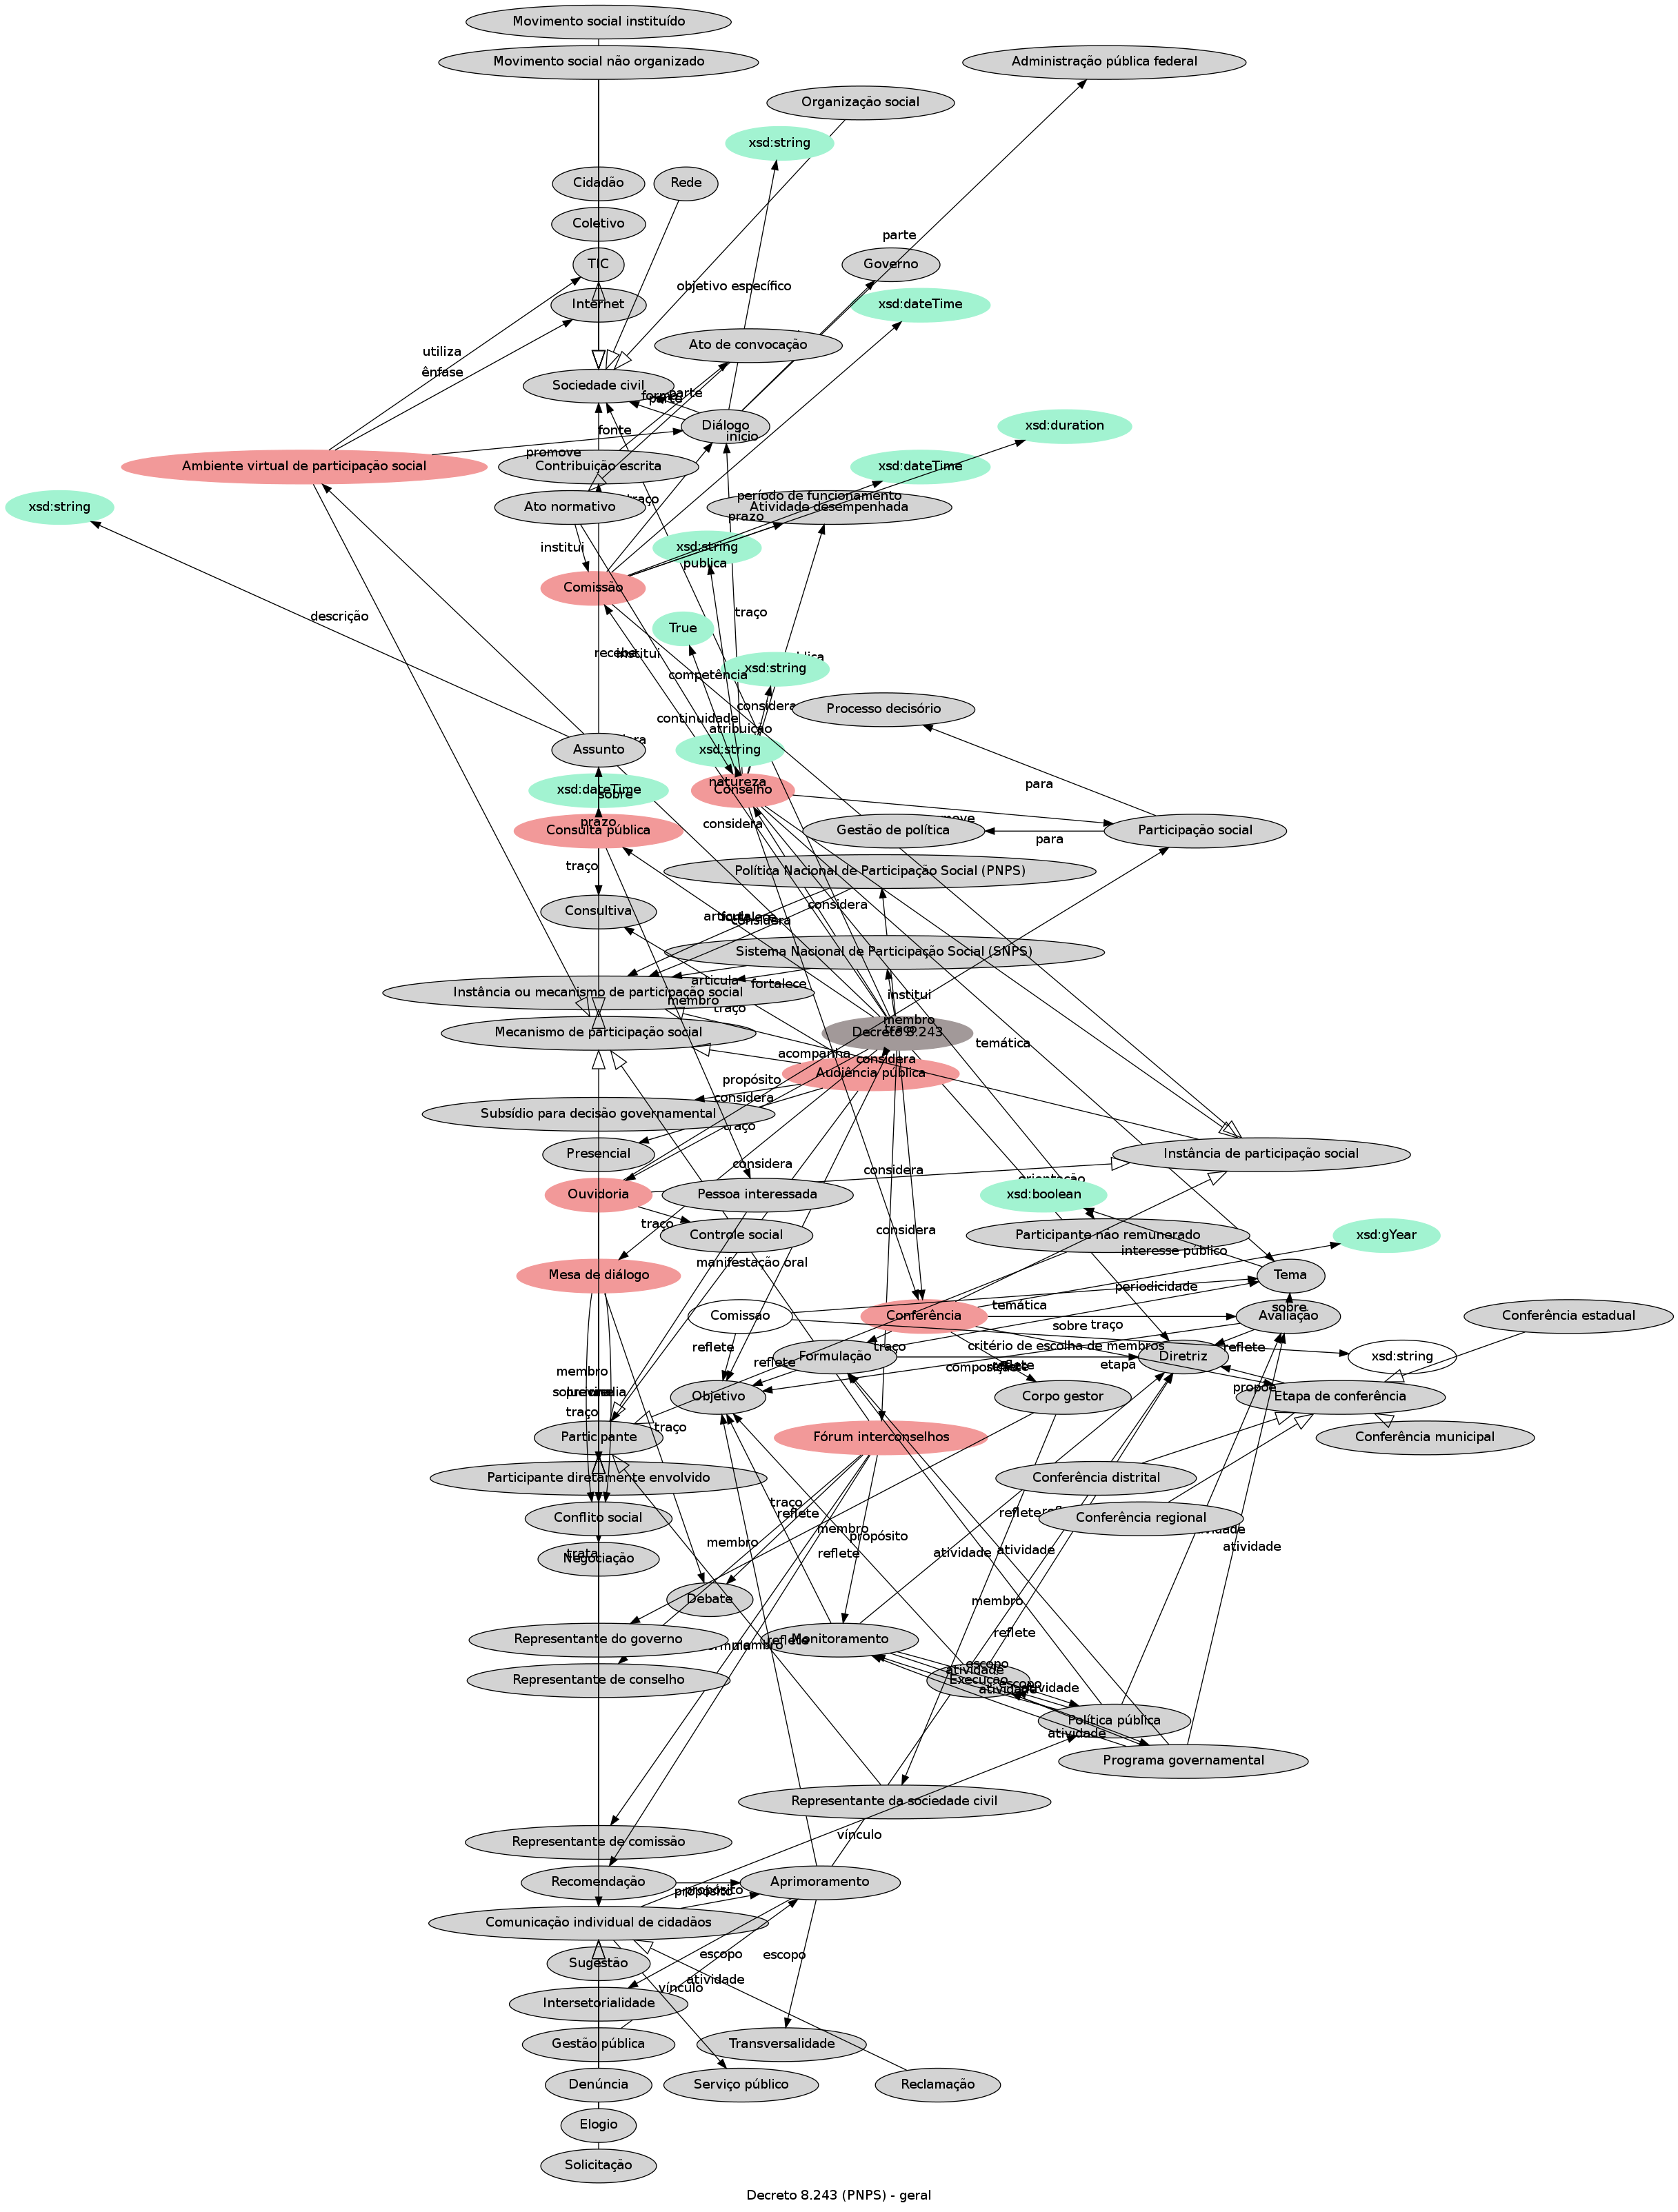 Movimento social instituído
Movimento social não organizado
Administração pública federal
Organização social
xsd:string
Cidadão
Rede
Coletivo
parte
TIC
Governo
objetivo específico
Internet
xsd:dateTime
utiliza
Ato de convocação
ênfase
Sociedade civil
parte
parte
Diálogo
xsd:duration
fonte
início
promove
Ambiente virtual de participação social
Contribuição escrita
xsd:dateTime
período de funcionamento
xsd:string
Ato normativo
traço
Atividade desempenhada
prazo
institui
xsd:string
publica
Comissão
descrição
traço
True
recebe
institui
xsd:string
competência
considera
Processo decisório
continuidade
atribuição
Assunto
xsd:string
natureza
para
xsd:dateTime
sobre
Conselho
prazo
considera
Consulta pública
Gestão de política
Participação social
para
traço
Política Nacional de Participação Social (PNPS)
considera
Consultiva
articula
fortalece
considera
Sistema Nacional de Participação Social (SNPS)
articula
fortalece
Instância ou mecanismo de participação social
institui
membro
traço
membro
Mecanismo de participação social
Decreto 8.243
traço
temática
acompanha
considera
Audiência pública
propósito
considera
Subsídio para decisão governamental
traço
Presencial
Instância de participação social
considera
considera
orientação
Ouvidoria
Pessoa interessada
xsd:boolean
traço
Controle social
considera
Participante não remunerado
xsd:gYear
interesse público
manifestação oral
Mesa de diálogo
Tema
periodicidade
temática
sobre
Comissao
Conferência
Avaliação
Conferência estadual
sobre
traço
reflete
traço
critério de escolha de membros
reflete
Formulação
Diretriz
xsd:string
reflete
composição
reflete
etapa
membro
propõe
Objetivo
Corpo gestor
Etapa de conferência
traço
traço
Participante
Fórum interconselhos
Conferência municipal
Participante diretamente envolvido
Conferência distrital
traço
reflete
reflete
Conflito social
Conferência regional
membro
membro
propósito
atividade
trata
Negociação
reflete
atividade
atividade
Debate
membro
reflete
Representante do governo
reflete
Monitoramento
escopo
atividade
Representante de conselho
Execução
escopo
atividade
atividade
Política pública
atividade
Programa governamental
Representante da sociedade civil
vínculo
Representante de comissão
Recomendação
propósito
propósito
Aprimoramento
Comunicação individual de cidadãos
escopo
escopo
Sugestão
atividade
vínculo
Intersetorialidade
Gestão pública
Transversalidade
Denúncia
Serviço público
Reclamação
Elogio
Solicitação
Decreto 8.243 (PNPS) - geral